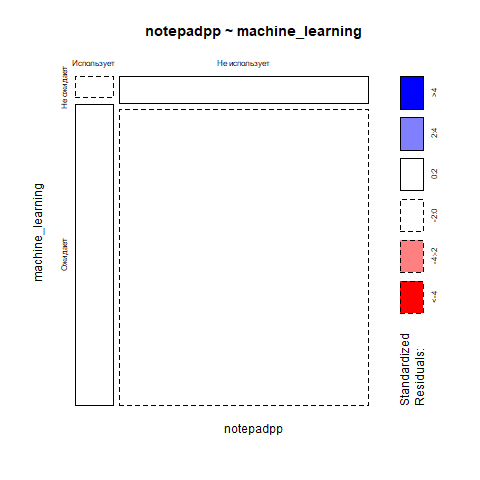 notepadpp ~ machine_learning
Использует
Не использует
Не ожидает
Ожидает
machine_learning
notepadpp
>4
2:4
0:2
-2:0
-4:-2
<-4
Standardized
Residuals: